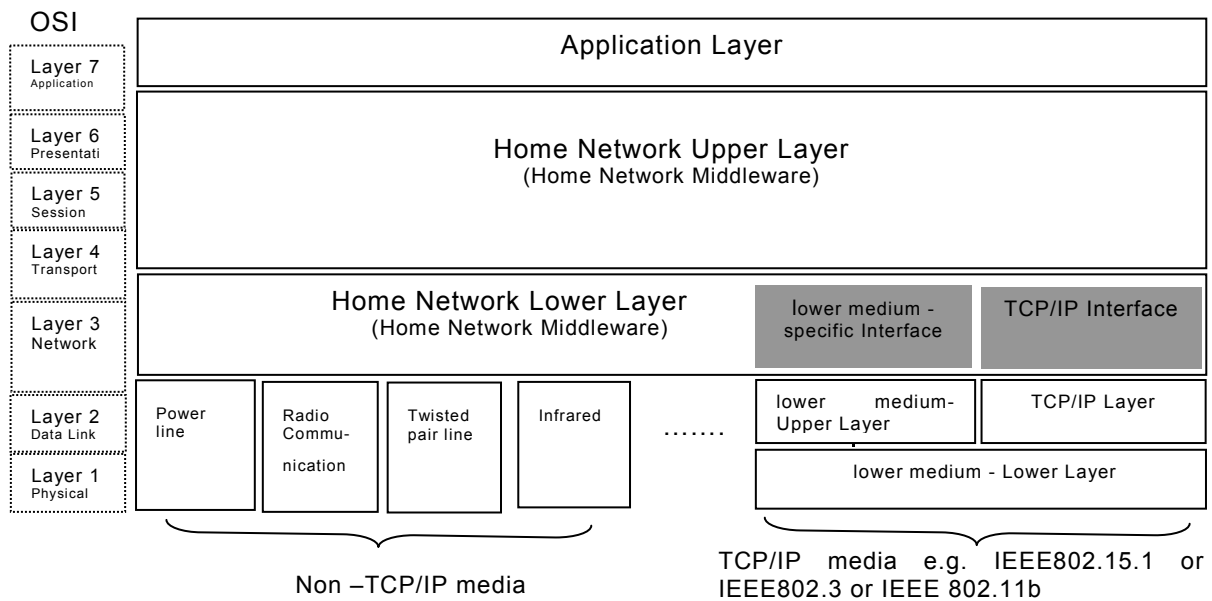 OSI
Layer 7
Application
Layer 6
Presentati
Layer 5
Session
Layer 4
Transport
Layer 3
Network
Layer 2
Data Link
Layer 1
Physical
Application Layer
Home Network Upper Layer
(Home Network Middleware)
Home Network Lower Layer
(Home Network Middleware)
lower medium -
specific Interface
TCP/IP Interface
Power
line
Radio
Commu-
nication
Twisted
pair line
Infrared
.......
lower medium-
Upper Layer
TCP/IP Layer
lower medium - Lower Layer
Non –TCP/IP media
TCP/IP media e.g. IEEE802.15.1 or
IEEE802.3 or IEEE 802.11b